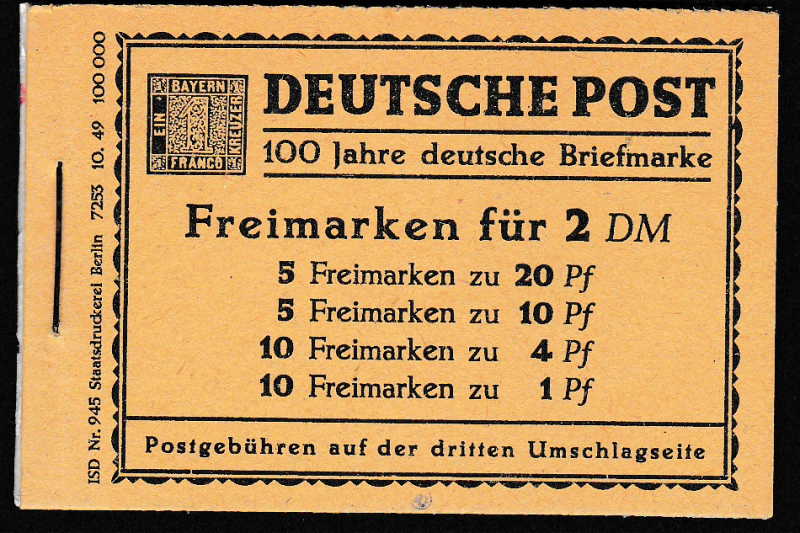 ISD Nr. 945 Staatsdruckerei Berlin 7253 10. 49 100 000
BAYERN
EIN
1
KREUZER
FRANCO
DEUTSCHE POST
100 Jahre deutsche Briefmarke
Freimarken für 2 DM
5 Freimarken zu 20 Pf
5 Freimarken zu 10 Pf
10 Freimarken zu 4 Pf
10 Freimarken zu 1 Pf
Postgebühren auf der dritten Umschlagseite